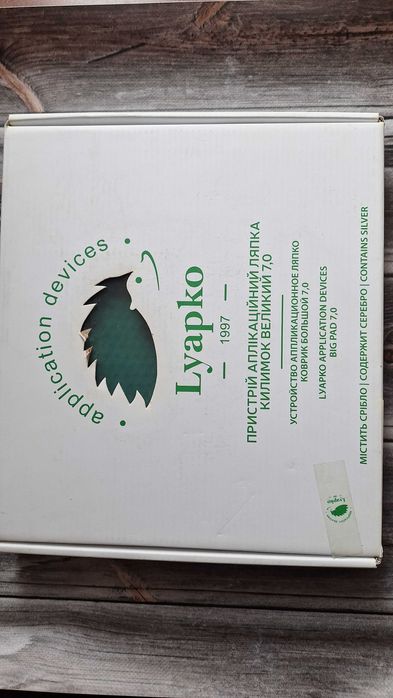 application devices
Lyapko
1997
ПРИСТРІЙ АПЛІКАЦІЙНИЙ ЛЯПКА
КИЛИМОК ВЕЛИКИЙ 7,0
УСТРОЙСТВО АППЛИКАЦИОННОЕ ЛЯПКО
КОВРИК БОЛЬШОЙ 7,0
LYAPKO APPLICATION DEVICES
BIG PAD 7,0
МІСТИТЬ СРІБЛО | СОДЕРЖИТ СЕРЕБРО | CONTAINS SILVER
Lyapko